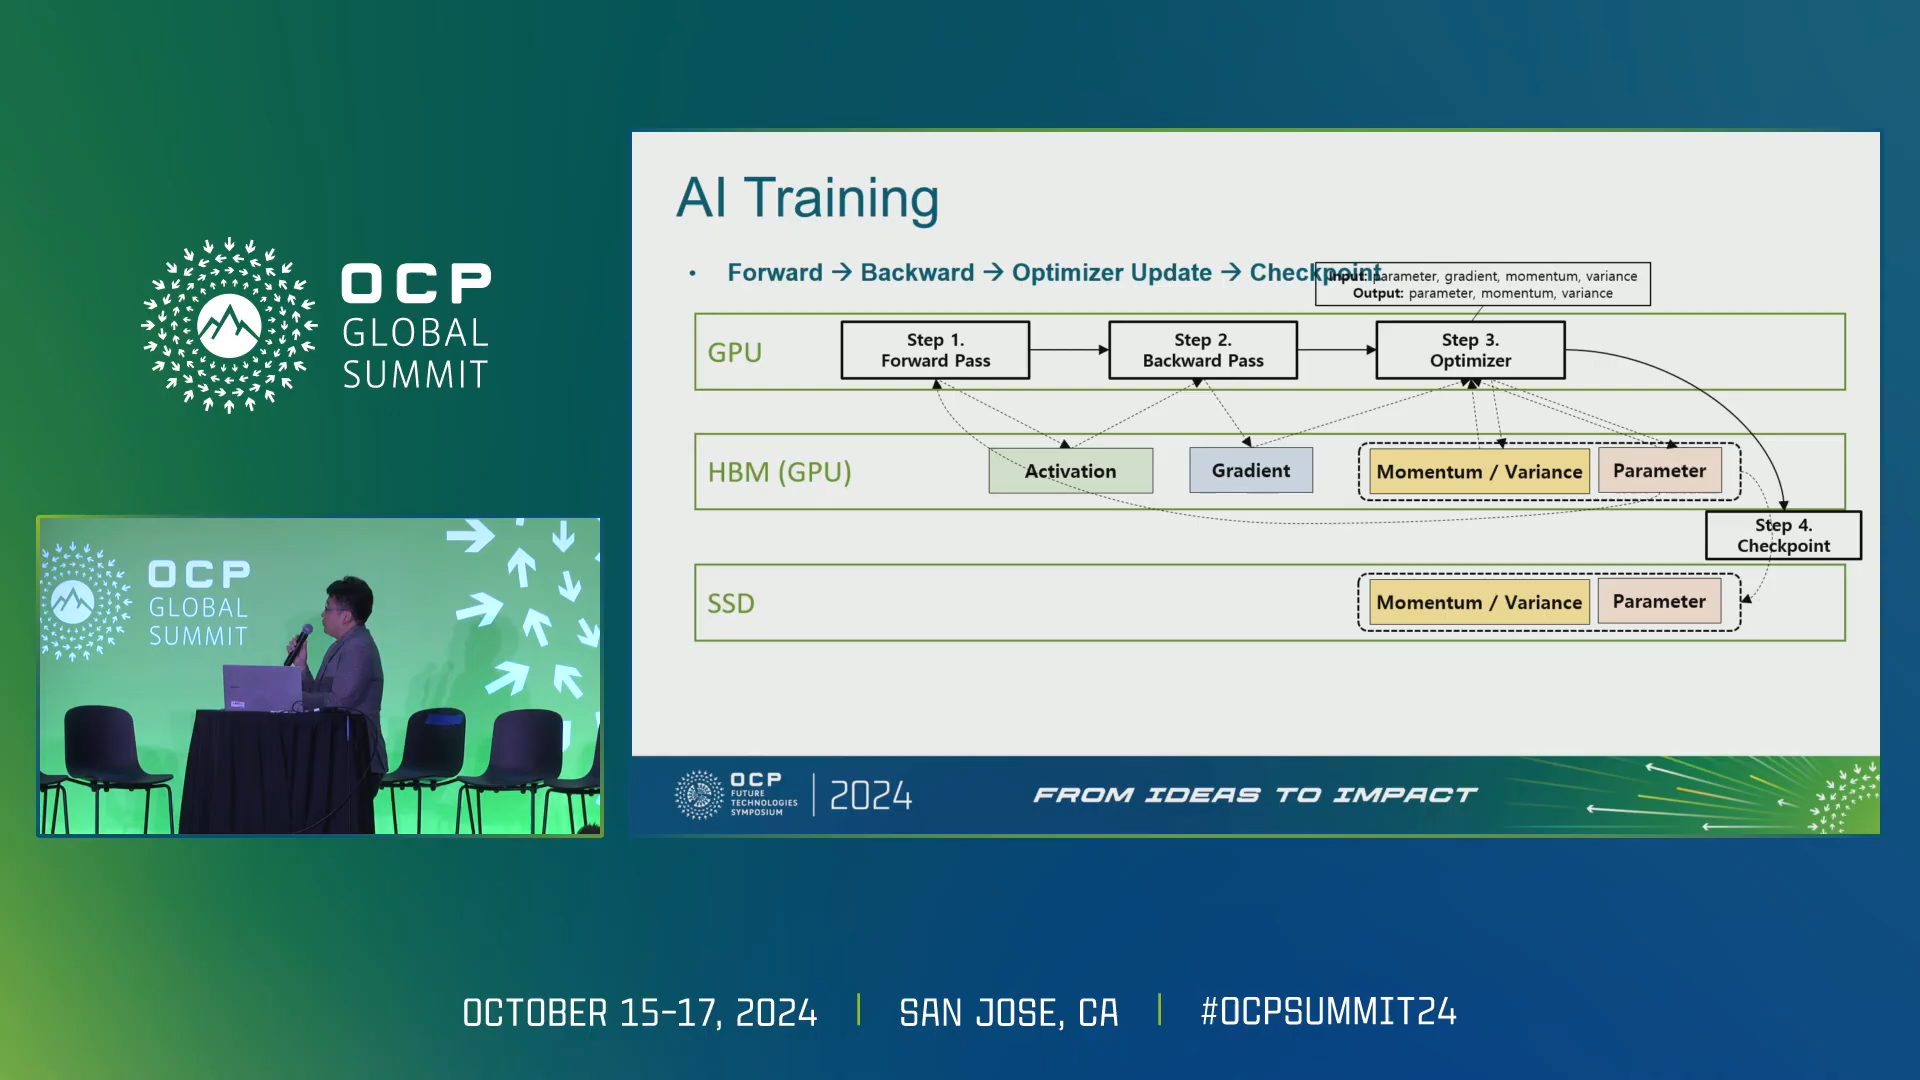 OCP
GLOBAL
SUMMIT
OCP
GLOBAL
SUMMIT
AI Training
• Forward → Backward → Optimizer Update → Checkpoint
Input: parameter, gradient, momentum, variance
Output: parameter, momentum, variance
GPU
Step 1.
Forward Pass
Step 2.
Backward Pass
Step 3.
Optimizer
HBM (GPU)
Activation
Gradient
Momentum / Variance
Parameter
Step 4.
Checkpoint
SSD
Momentum / Variance
Parameter
OCP
FUTURE
TECHNOLOGIES
SYMPOSIUM
2024
FROM IDEAS TO IMPACT
OCTOBER 15-17, 2024 | SAN JOSE, CA | #OCPSUMMIT24